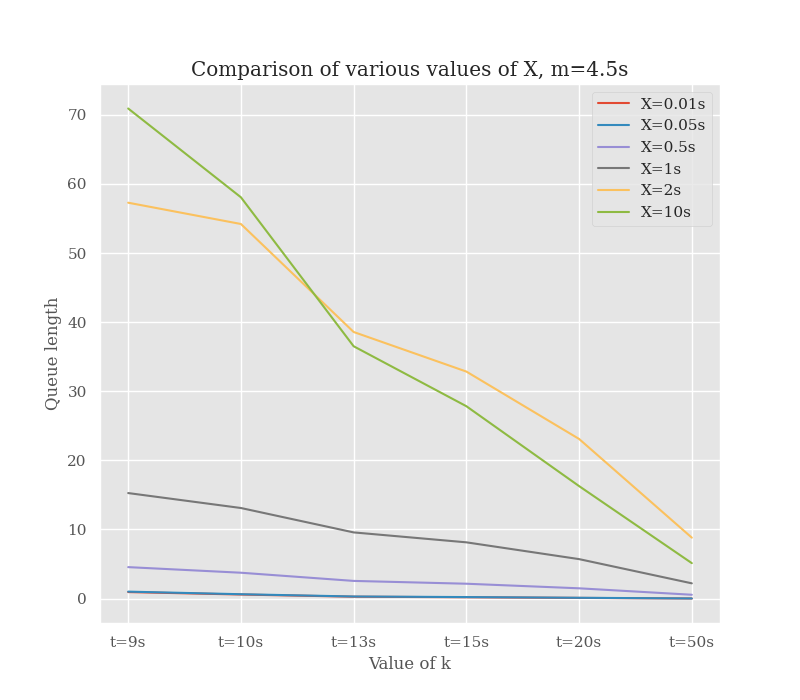 Comparison of various values of X, m=4.5s
X=0.01s
X=0.05s
X=0.5s
X=1s
X=2s
X=10s
70
60
50
40
30
20
10
0
Queue length
t=9s t=10s t=13s t=15s t=20s t=50s
Value of k